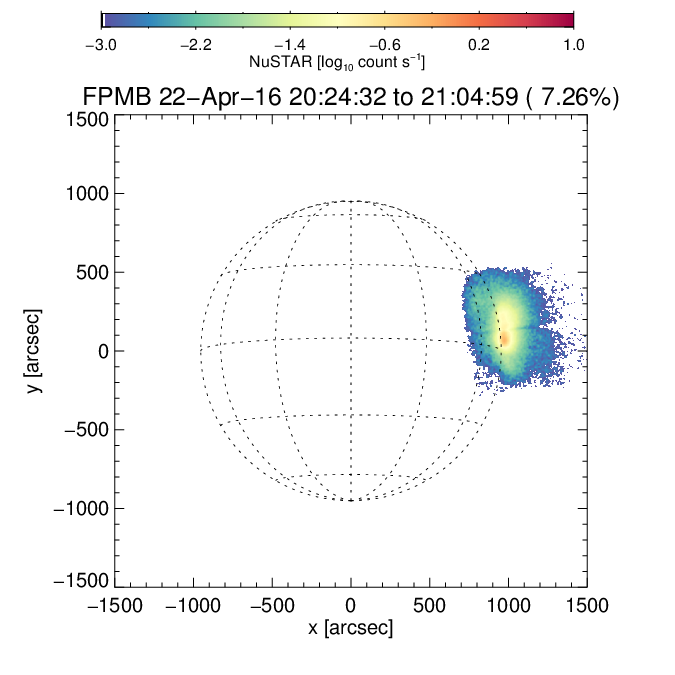 −3.0 −2.2 −1.4 −0.6 0.2 1.0
NuSTAR [log₁₀ count s⁻¹]
FPMB 22−Apr−16 20:24:32 to 21:04:59 ( 7.26%)
1500
1000
500
0
−500
−1000
−1500
y [arcsec]
−1500 −1000 −500 0 500 1000 1500
x [arcsec]